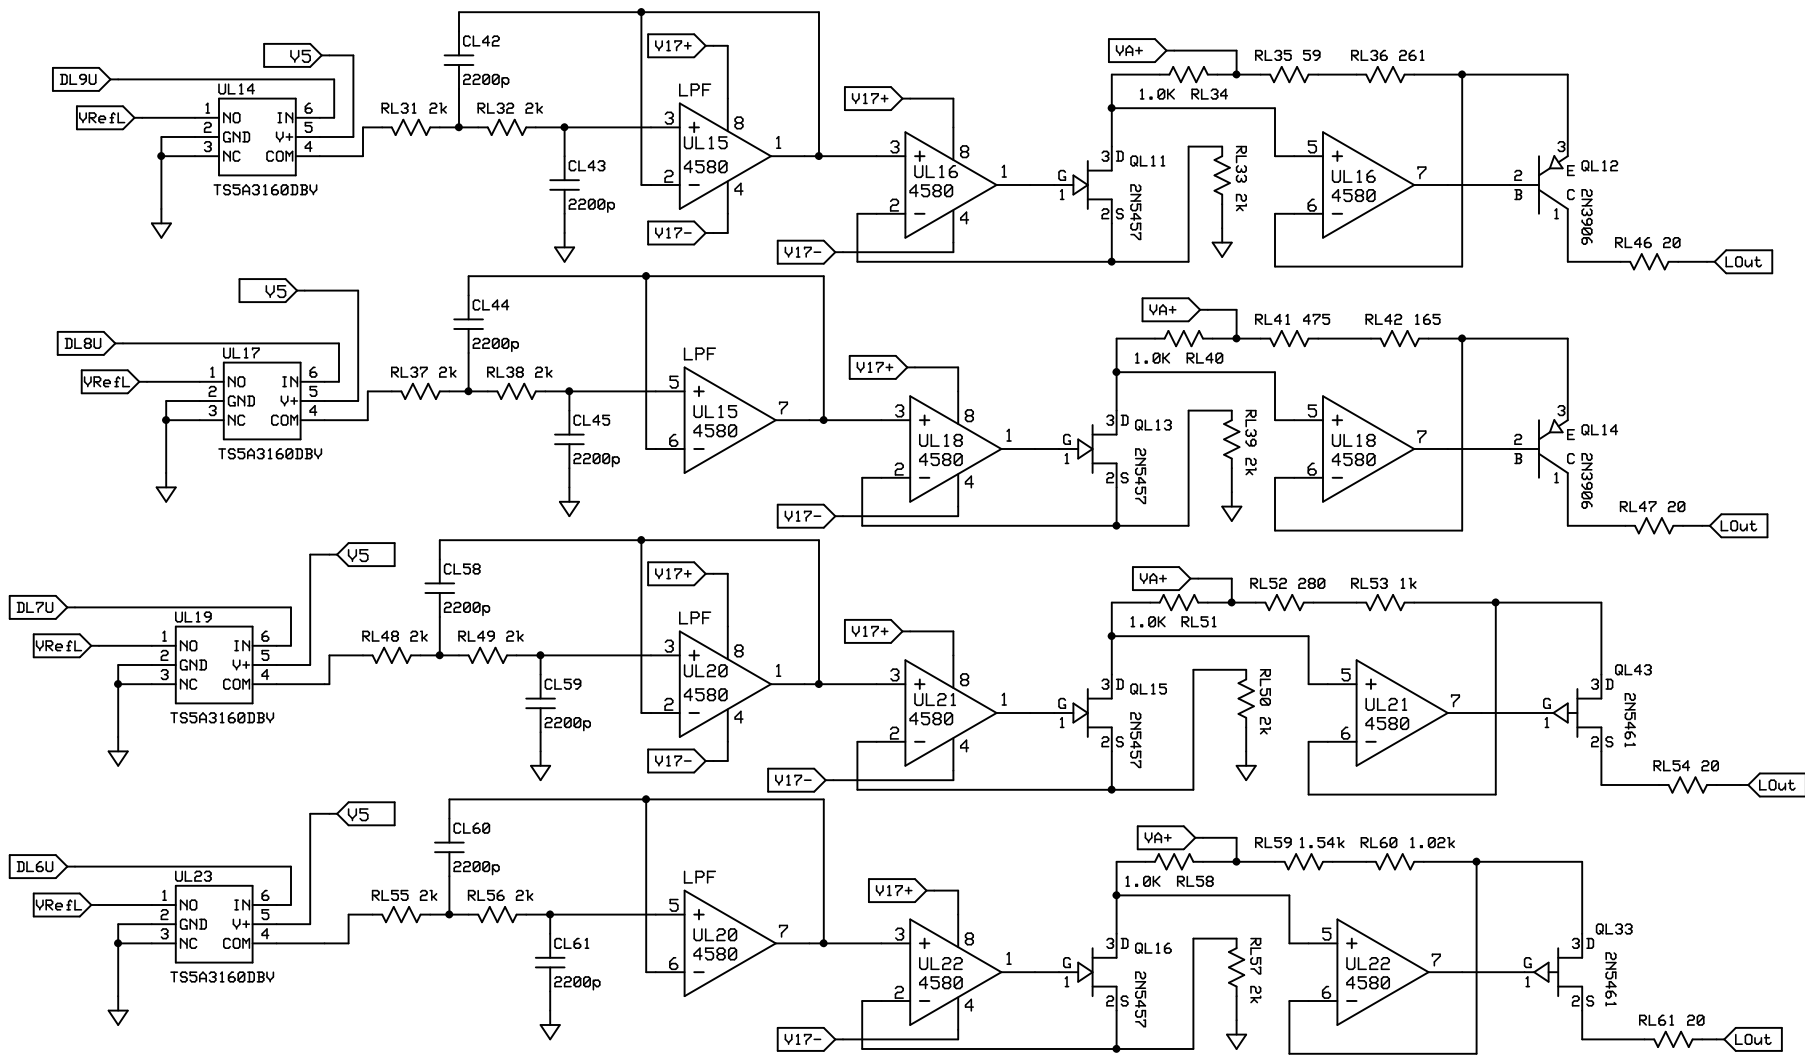 CL42
V17+
VA+
RL35 59
RL36 261
V5
DL9U
UL14
2200p
LPF
V17+
1.0K RL34
VRefL
1 NO IN 6
2 GND V+ 5
3 NC COM 4
TS5A3160DBV
RL31 2k
RL32 2k
3 + 8
UL15
4580
1
2 - 4
CL43
2200p
V17-
3 + 8
UL16
4580
1
2 - 4
V17-
3 D
QL11
G
1
2 S
2N5457
RL33 2k
5 +
UL16
4580
7
6 -
3
E
QL12
2
B
C
1
2N3906
RL46 20
LOut
V5
CL44
VA+
RL41 475
RL42 165
DL8U
UL17
2200p
LPF
V17+
1.0K RL40
VRefL
1 NO IN 6
2 GND V+ 5
3 NC COM 4
TS5A3160DBV
RL37 2k
RL38 2k
5 +
UL15
4580
7
6 -
CL45
2200p
3 + 8
UL18
4580
1
2 - 4
V17-
3 D
QL13
G
1
2 S
2N5457
RL39 2k
5 +
UL18
4580
7
6 -
3
E
QL14
2
B
C
1
2N3906
RL47 20
LOut
V5
CL58
V17+
VA+
RL52 280
RL53 1k
DL7U
UL19
2200p
LPF
V17+
1.0K RL51
VRefL
1 NO IN 6
2 GND V+ 5
3 NC COM 4
TS5A3160DBV
RL48 2k
RL49 2k
3 + 8
UL20
4580
1
2 - 4
CL59
2200p
V17-
3 + 8
UL21
4580
1
2 - 4
V17-
3 D
QL15
G
1
2 S
2N5457
RL50 2k
5 +
UL21
4580
7
6 -
QL43
3 D
G
1
2 S
2N5461
RL54 20
LOut
V5
CL60
VA+
RL59 1.54k
RL60 1.02k
DL6U
UL23
2200p
LPF
V17+
1.0K RL58
VRefL
1 NO IN 6
2 GND V+ 5
3 NC COM 4
TS5A3160DBV
RL55 2k
RL56 2k
5 +
UL20
4580
7
6 -
CL61
2200p
3 + 8
UL22
4580
1
2 - 4
V17-
3 D
QL16
G
1
2 S
2N5457
RL57 2k
5 +
UL22
4580
7
6 -
QL33
3 D
G
1
2 S
2N5461
RL61 20
LOut